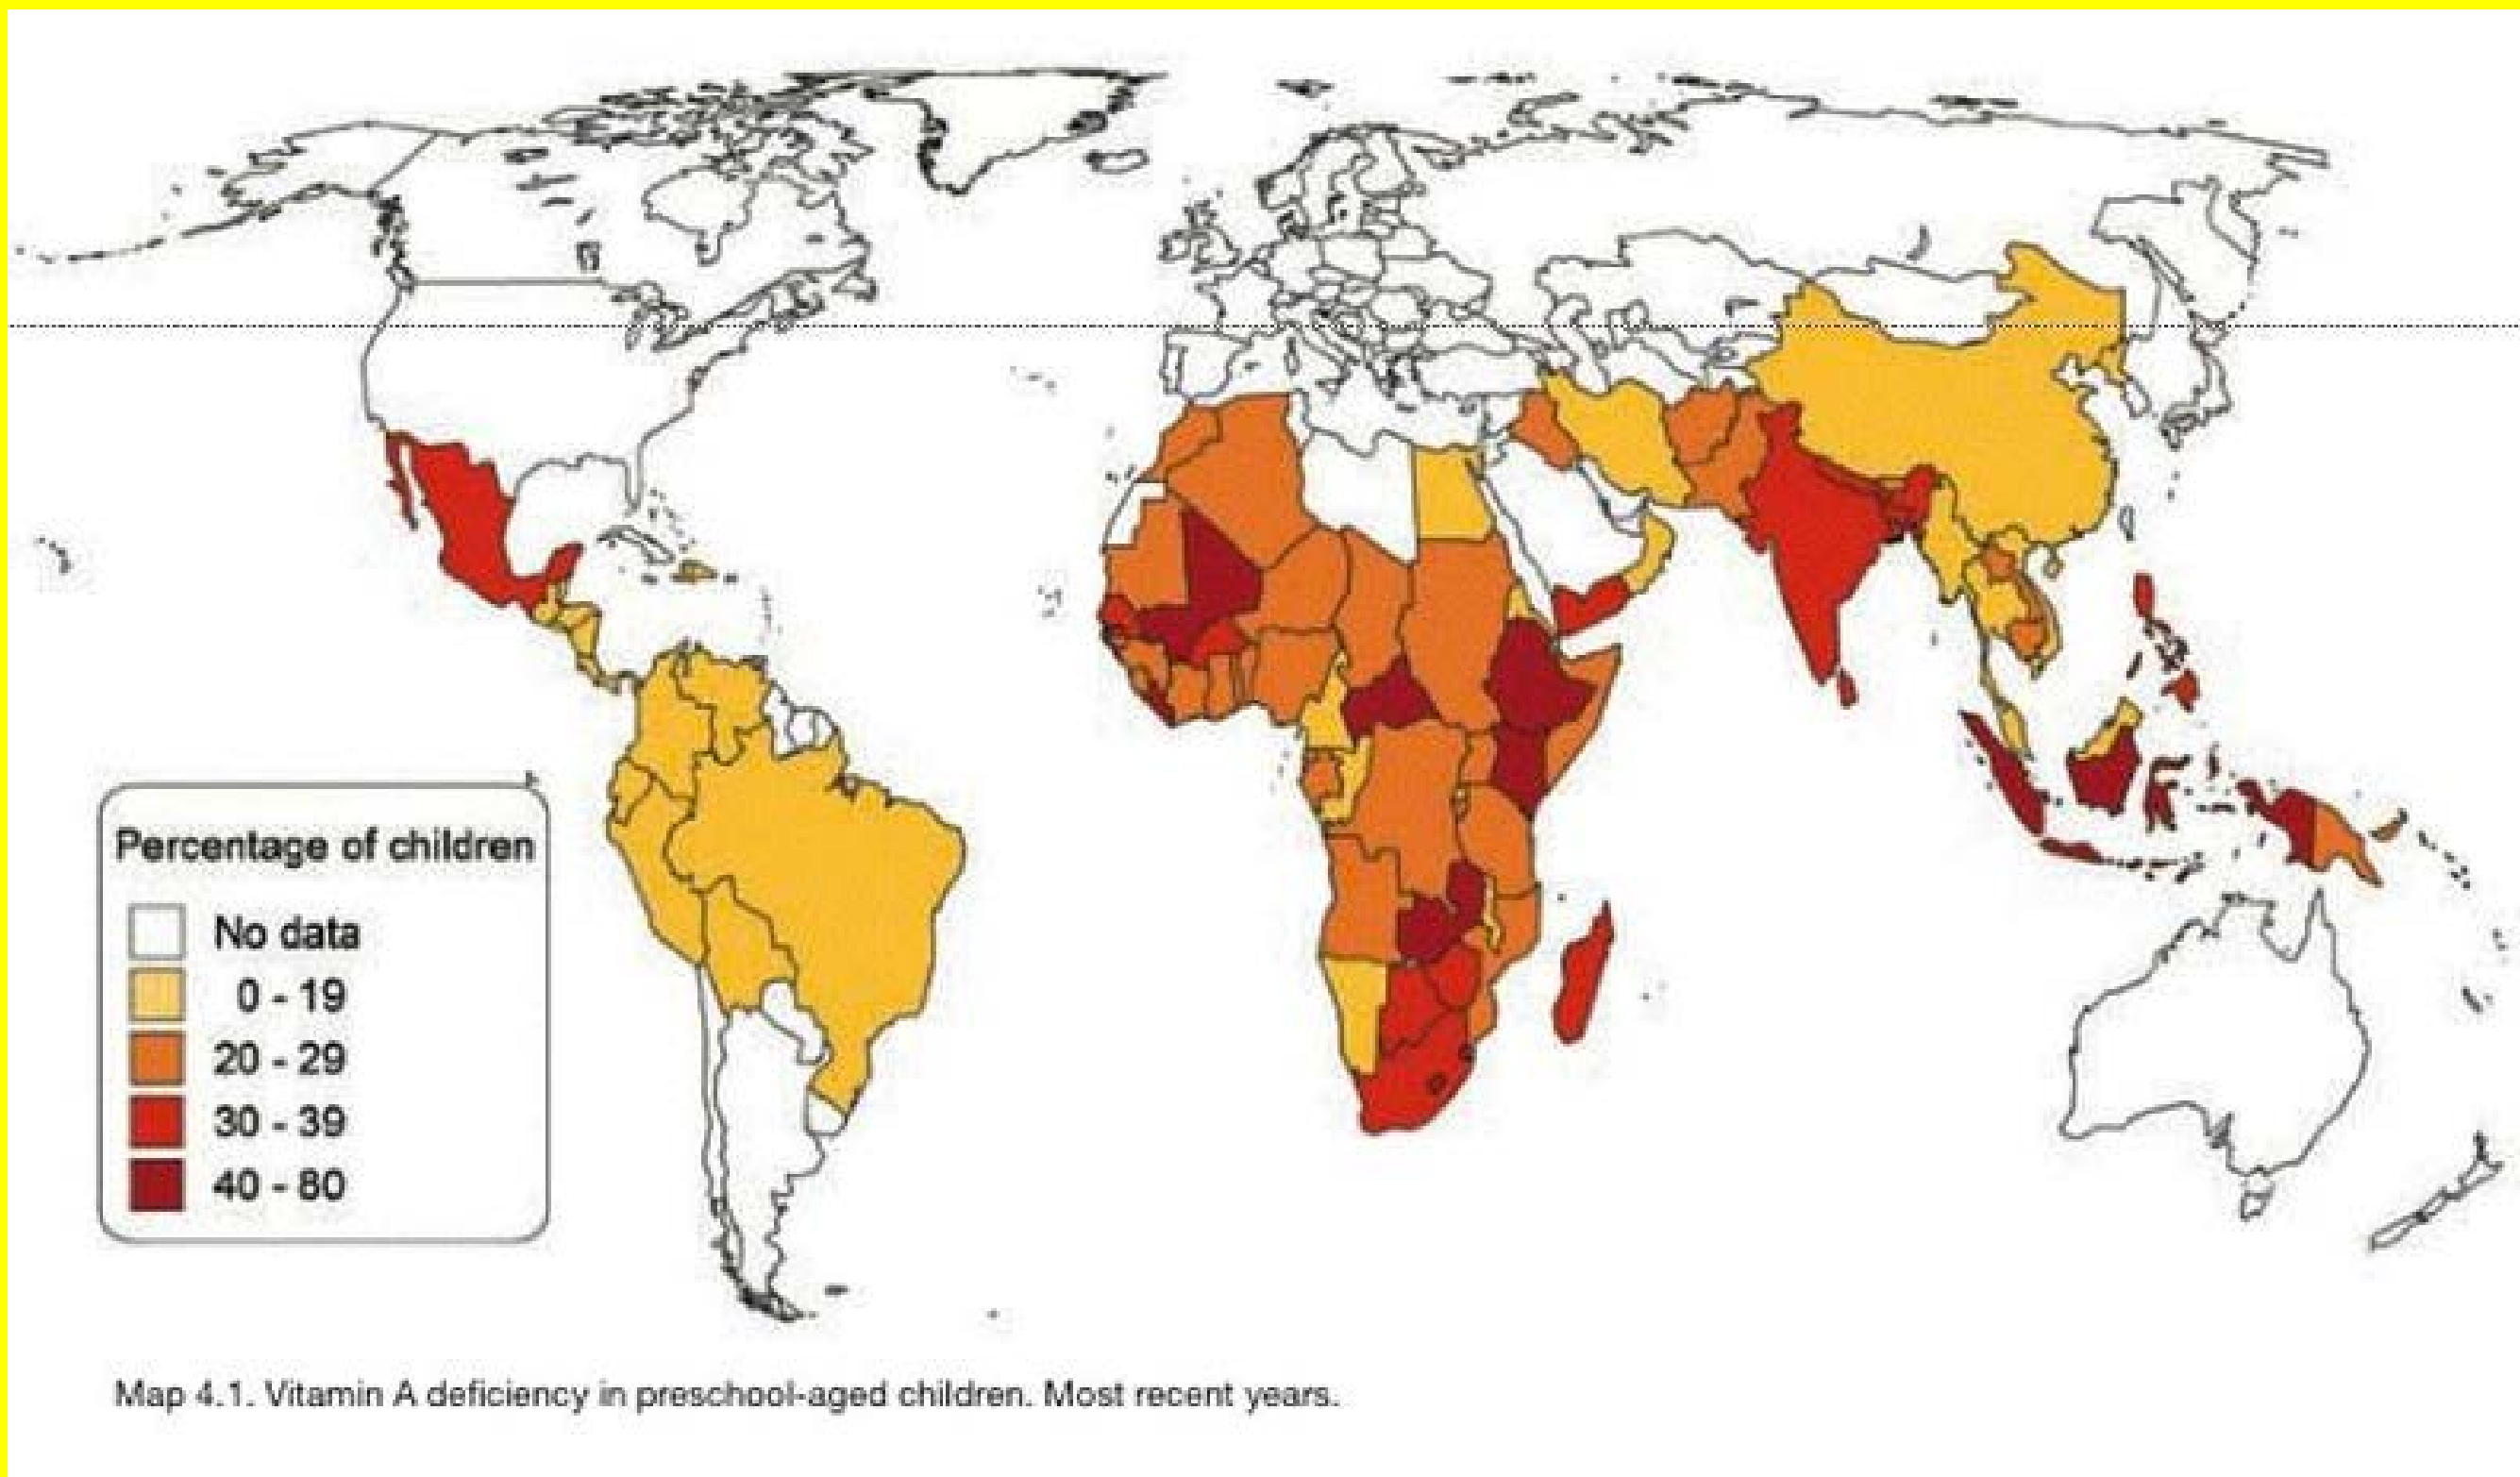 Percentage of children
No data
0 - 19
20 - 29
30 - 39
40 - 80
Map 4.1. Vitamin A deficiency in preschool-aged children. Most recent years.